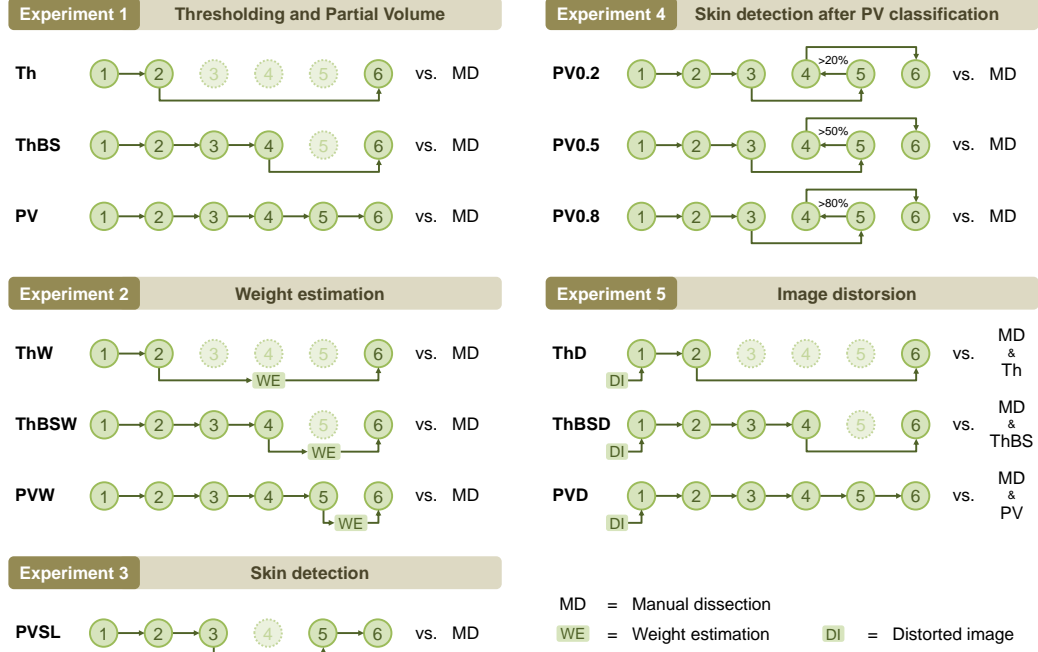 Experiment 1 Thresholding and Partial Volume
Th 1 2 3 4 5 6 vs. MD
ThBS 1 2 3 4 5 6 vs. MD
PV 1 2 3 4 5 6 vs. MD
Experiment 2 Weight estimation
ThW 1 2 3 4 5 6 vs. MD
WE
ThBSW 1 2 3 4 5 6 vs. MD
WE
PVW 1 2 3 4 5 6 vs. MD
WE
Experiment 3 Skin detection
PVSL 1 2 3 4 5 6 vs. MD
Experiment 4 Skin detection after PV classification
PV0.2 1 2 3 4 >20% 5 6 vs. MD
PV0.5 1 2 3 4 >50% 5 6 vs. MD
PV0.8 1 2 3 4 >80% 5 6 vs. MD
Experiment 5 Image distorsion
ThD 1 2 3 4 5 6 vs. MD & Th
DI
ThBSD 1 2 3 4 5 6 vs. MD & ThBS
DI
PVD 1 2 3 4 5 6 vs. MD & PV
DI
MD = Manual dissection
WE = Weight estimation DI = Distorted image